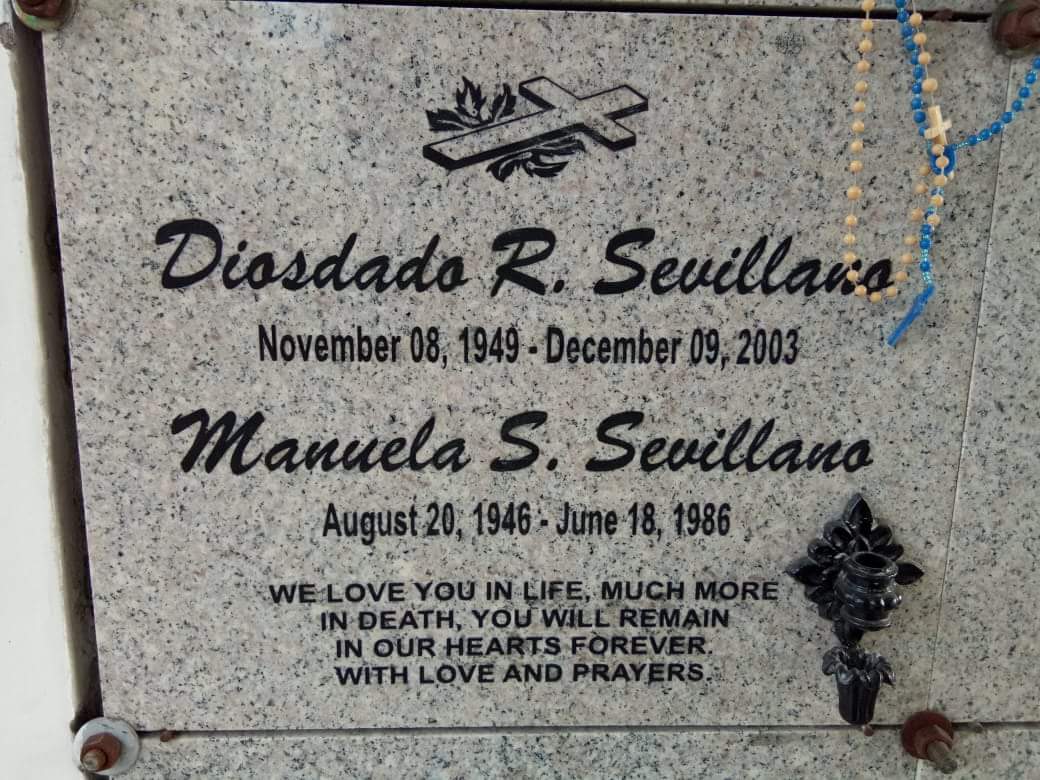 Diosdado R. Sevillano
November 08, 1949 - December 09, 2003
Manuela S. Sevillano
August 20, 1946 - June 18, 1986
WE LOVE YOU IN LIFE, MUCH MORE
IN DEATH, YOU WILL REMAIN
IN OUR HEARTS FOREVER.
WITH LOVE AND PRAYERS.